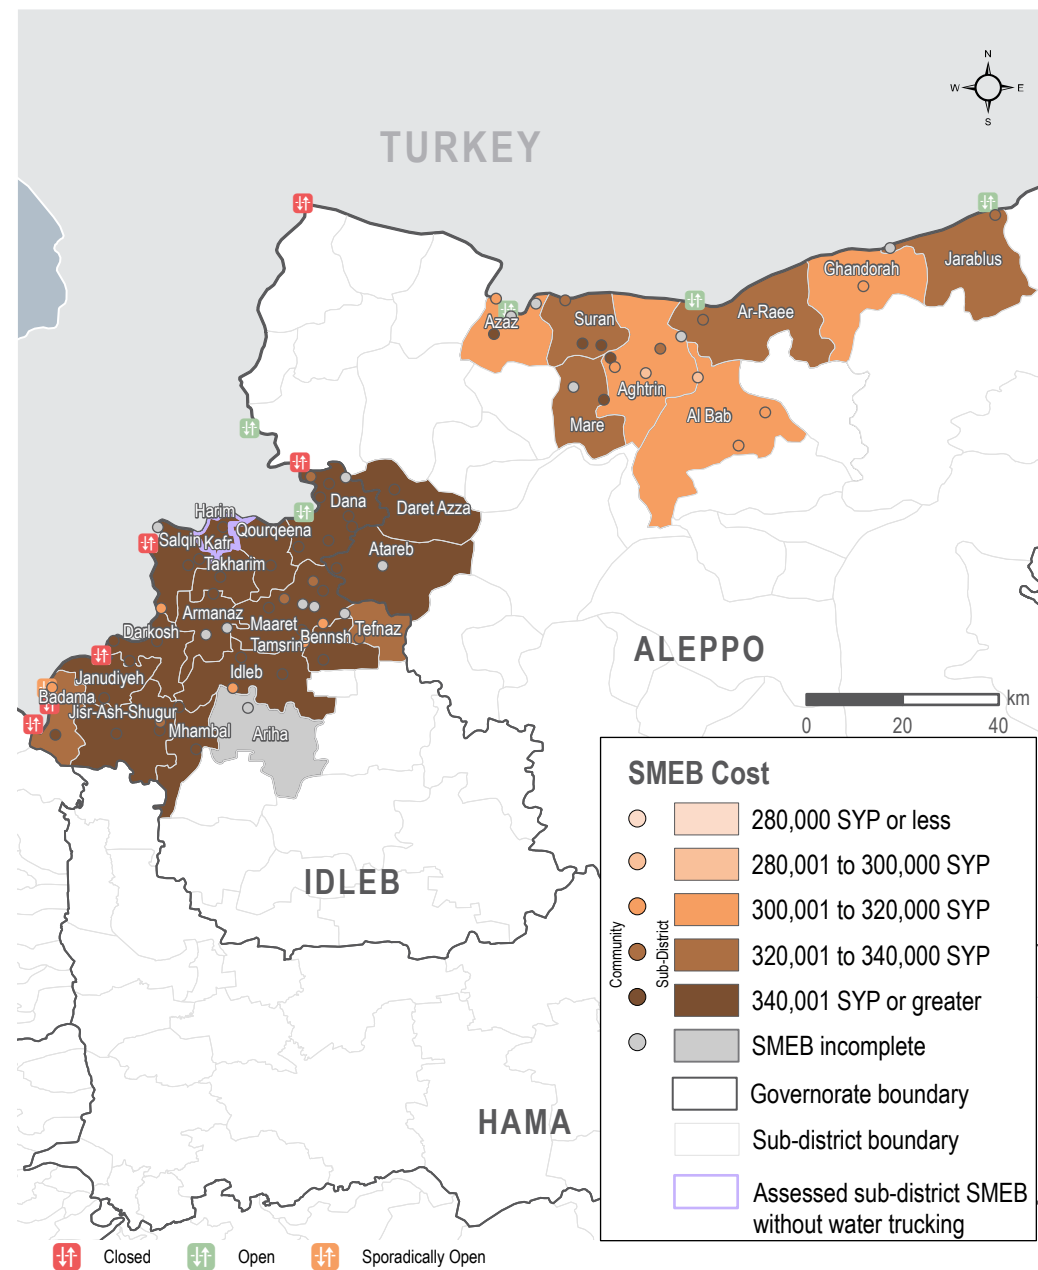 N
W E
S
TURKEY
Jarablus
Ghandorah
Ar-Raee
Azaz
Suran
Aghtrin
Al Bab
Mare
Dana
Daret Azza
Harim
Qourqeena
Salqin
Kafr
Takharim
Atareb
Armanaz
Maaret
Tamsrin
Darkosh
Bennsh
Tefnaz
Idleb
Janudiyeh
Badama
Jisr-Ash-Shugur
Mhambal
Ariha
ALEPPO
km
0 20 40
IDLEB
HAMA
SMEB Cost
Community
Sub-District
280,000 SYP or less
280,001 to 300,000 SYP
300,001 to 320,000 SYP
320,001 to 340,000 SYP
340,001 SYP or greater
SMEB incomplete
Governorate boundary
Sub-district boundary
Assessed sub-district SMEB
without water trucking
Closed
Open
Sporadically Open